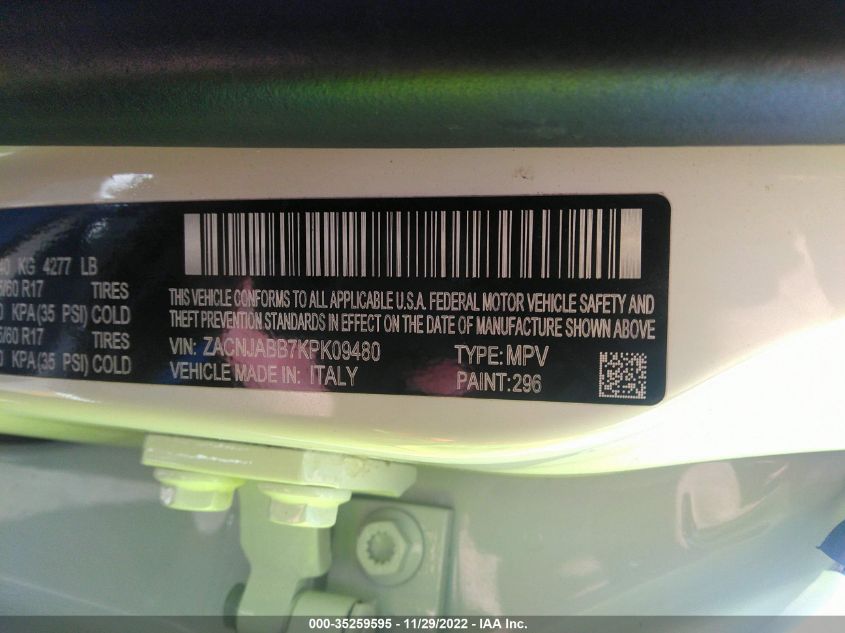 KG 4277 LB
/60 R17 TIRES
KPA(35 PSI) COLD
/60 R17 TIRES
KPA(35 PSI) COLD
THIS VEHICLE CONFORMS TO ALL APPLICABLE U.S.A. FEDERAL MOTOR VEHICLE SAFETY AND
THEFT PREVENTION STANDARDS IN EFFECT ON THE DATE OF MANUFACTURE SHOWN ABOVE
VIN: ZACNJABB7KPK09480 TYPE: MPV
VEHICLE MADE IN: ITALY PAINT:296
000-35259595 - 11/29/2022 - IAA Inc.